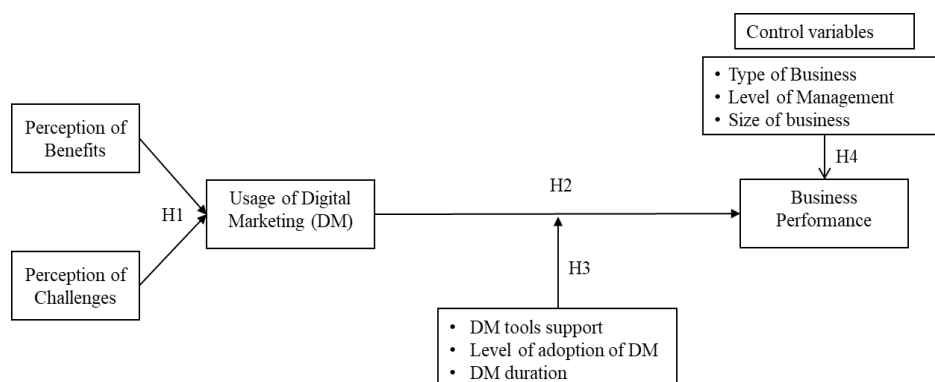 Control variables
• Type of Business
• Level of Management
• Size of business
Perception of
Benefits
H4
H2
Usage of Digital
Marketing (DM)
Business
Performance
H1
Perception of
Challenges
H3
• DM tools support
• Level of adoption of DM
• DM duration